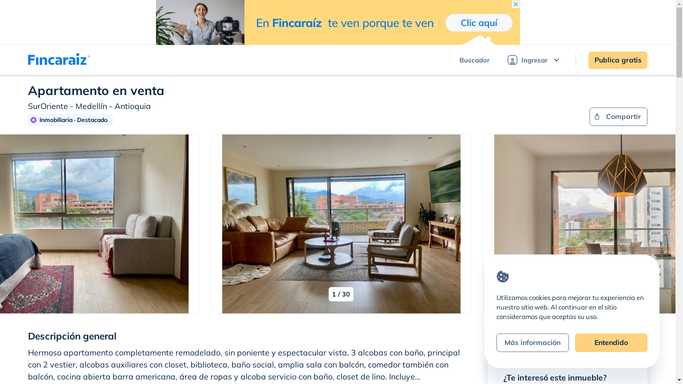 En Fincaraíz te ven porque te ven
Clic aquí
Fincaraiz
Buscador
Ingresar
Publica gratis
Apartamento en venta
SurOriente - Medellín - Antioquia
Inmobiliaria · Destacado
Compartir
1 / 30
Utilizamos cookies para mejorar tu experiencia en
nuestro sitio web. Al continuar en el sitio
consideramos que aceptas su uso.
Más información
Entendido
Descripción general
Hermoso apartamento completamente remodelado, sin poniente y espectacular vista, 3 alcobas con baño, principal
con 2 vestier, alcobas auxiliares con closet, biblioteca, baño social, amplia sala con balcón, comedor también con
balcón, cocina abierta barra americana, área de ropas y alcoba servicio con baño, closet de lino. Incluye...
¿Te interesó este inmueble?